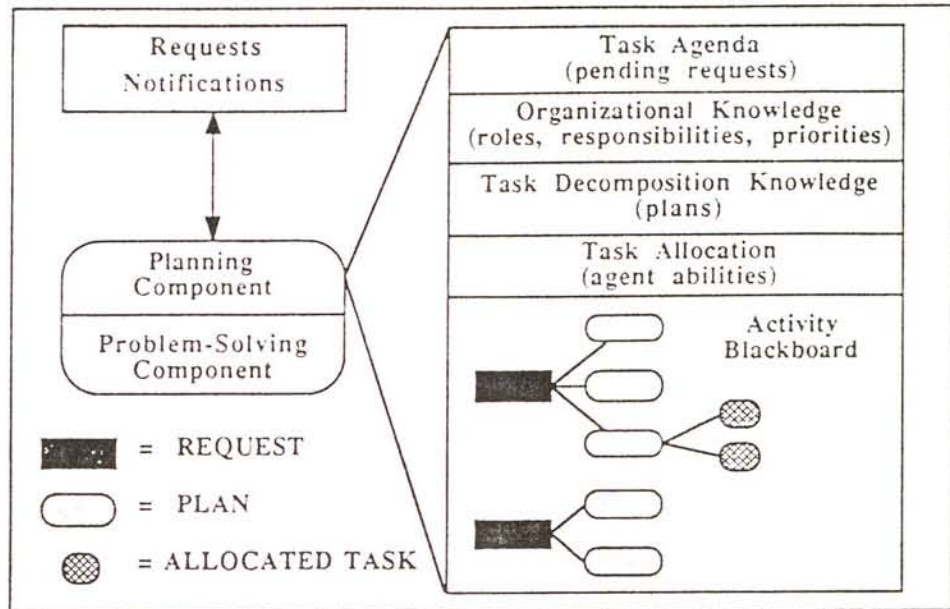 Requests
Notifications
Planning
Component
Problem-Solving
Component
= REQUEST
= PLAN
= ALLOCATED TASK
Task Agenda
(pending requests)
Organizational Knowledge
(roles, responsibilities, priorities)
Task Decomposition Knowledge
(plans)
Task Allocation
(agent abilities)
Activity
Blackboard